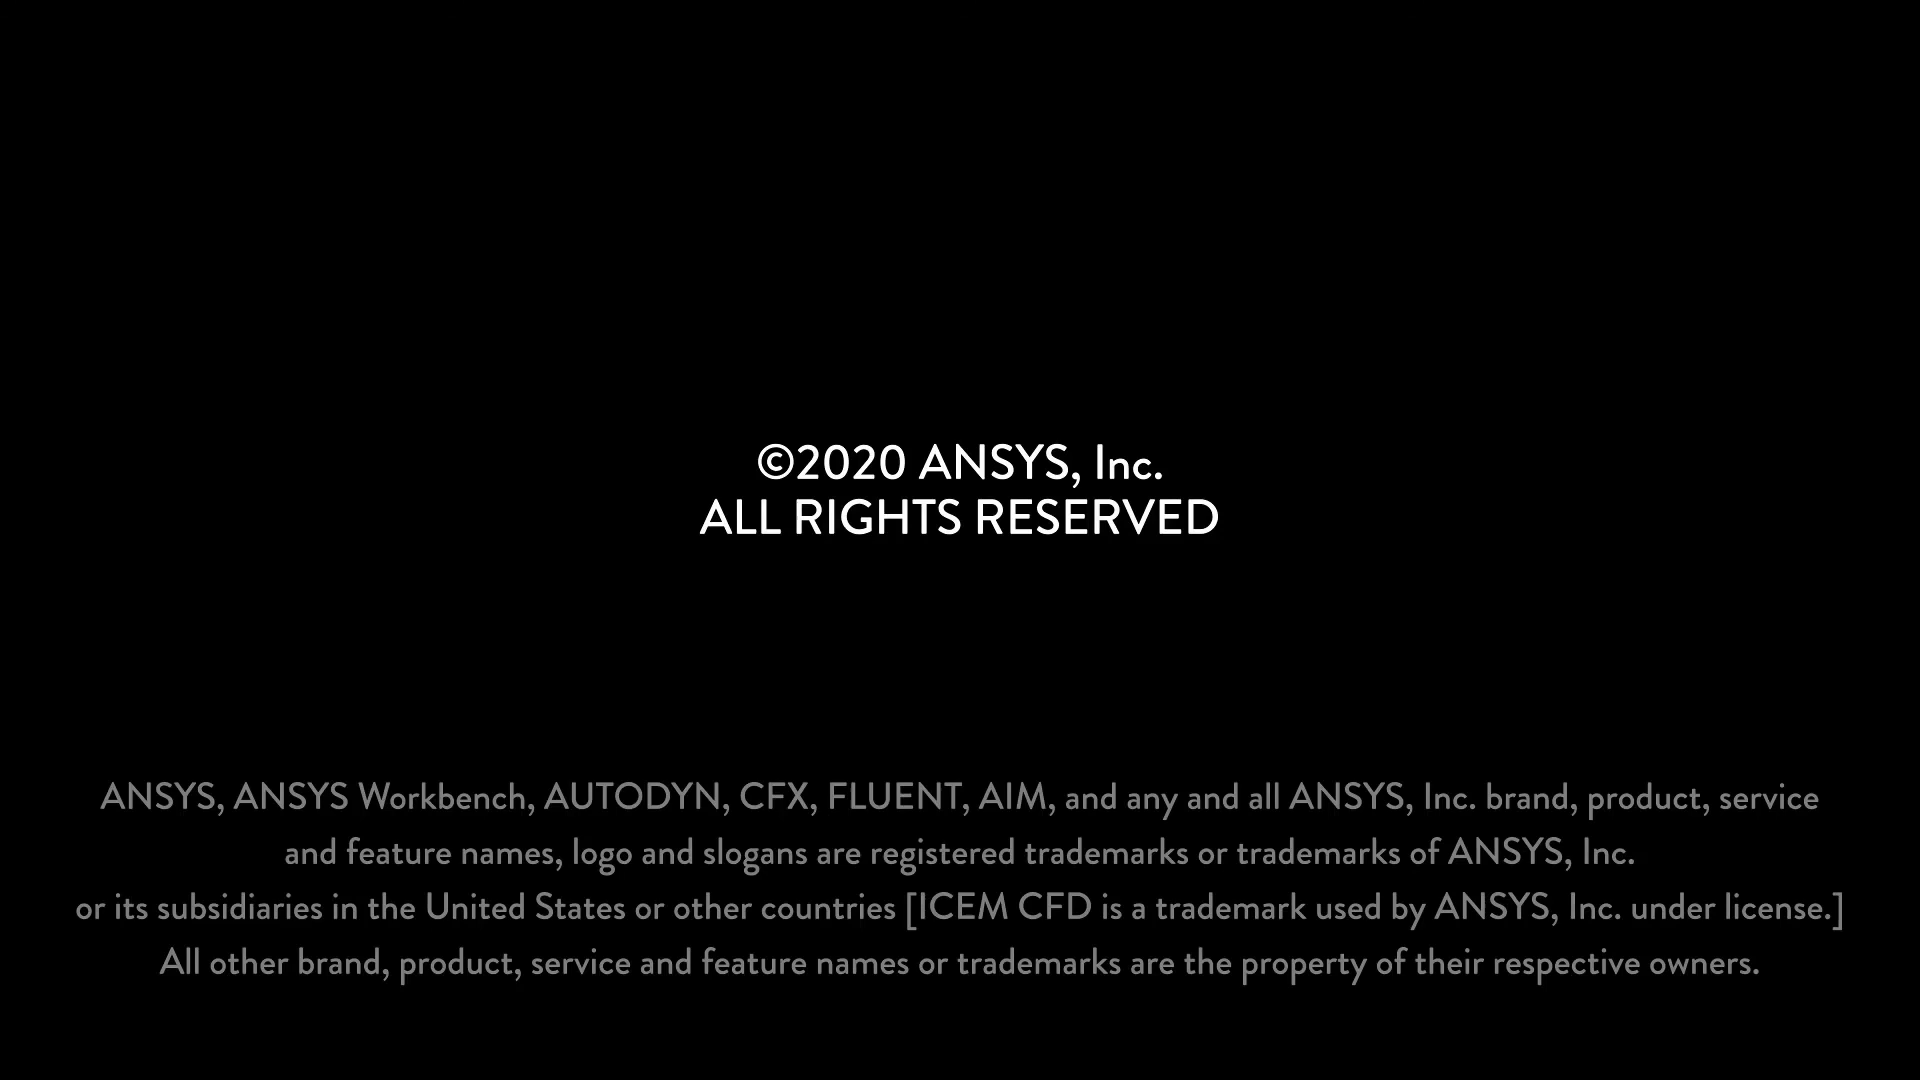 ©2020 ANSYS, Inc.
ALL RIGHTS RESERVED
ANSYS, ANSYS Workbench, AUTODYN, CFX, FLUENT, AIM, and any and all ANSYS, Inc. brand, product, service
and feature names, logo and slogans are registered trademarks or trademarks of ANSYS, Inc.
or its subsidiaries in the United States or other countries [ICEM CFD is a trademark used by ANSYS, Inc. under license.]
All other brand, product, service and feature names or trademarks are the property of their respective owners.